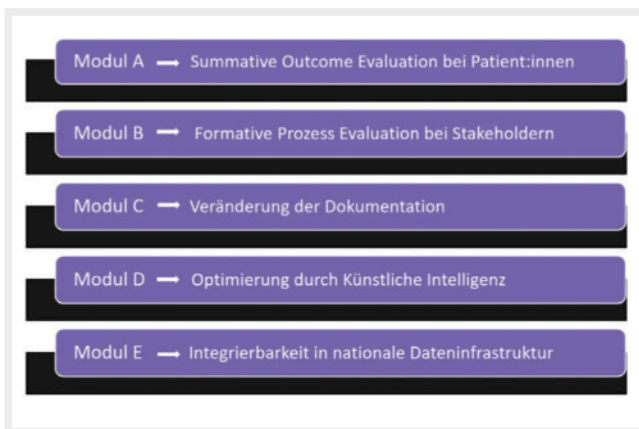 Modul A → Summative Outcome Evaluation bei Patient:innen
Modul B → Formative Prozess Evaluation bei Stakeholdern
Modul C → Veränderung der Dokumentation
Modul D → Optimierung durch Künstliche Intelligenz
Modul E → Integrierbarkeit in nationale Dateninfrastruktur